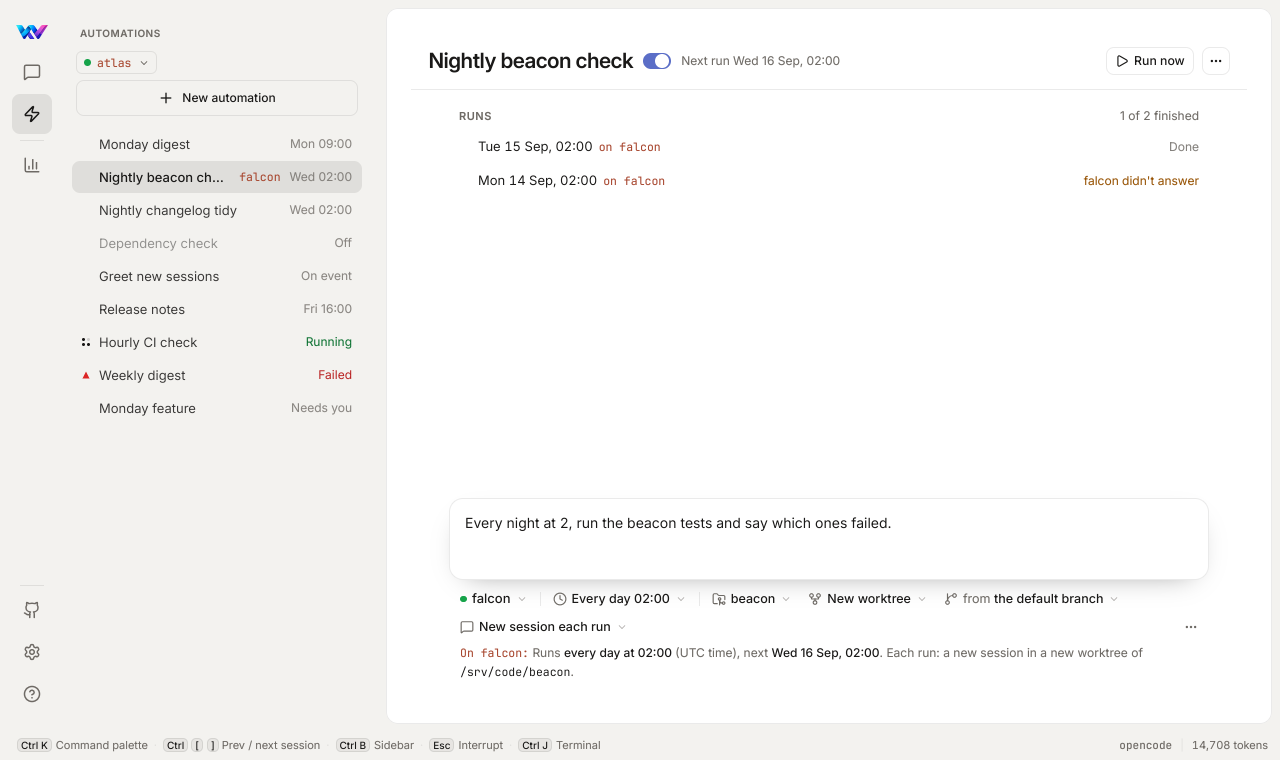 AUTOMATIONS
atlas
New automation
Monday digest Mon 09:00
Nightly beacon ch... falcon Wed 02:00
Nightly changelog tidy Wed 02:00
Dependency check Off
Greet new sessions On event
Release notes Fri 16:00
Hourly CI check Running
Weekly digest Failed
Monday feature Needs you
Nightly beacon check Next run Wed 16 Sep, 02:00 Run now
RUNS 1 of 2 finished
Tue 15 Sep, 02:00 on falcon Done
Mon 14 Sep, 02:00 on falcon falcon didn't answer
Every night at 2, run the beacon tests and say which ones failed.
falcon Every day 02:00 beacon New worktree from the default branch
New session each run
On falcon: Runs every day at 02:00 (UTC time), next Wed 16 Sep, 02:00. Each run: a new session in a new worktree of
/srv/code/beacon.
Ctrl K Command palette Ctrl [ ] Prev / next session Ctrl B Sidebar Esc Interrupt Ctrl J Terminal opencode 14,708 tokens